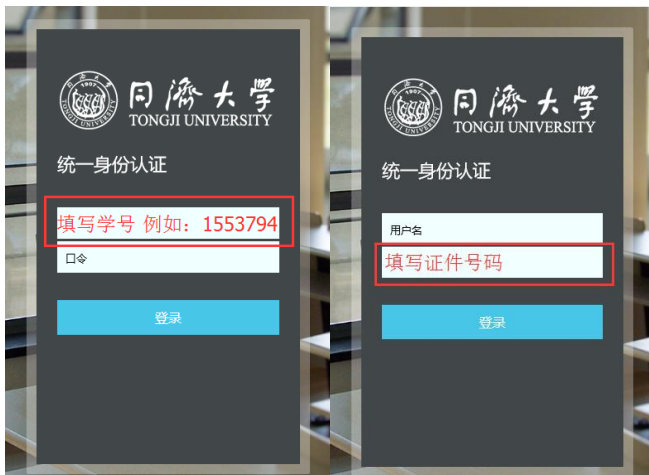 同濟大学
TONGJI UNIVERSITY
统一身份认证
填写学号 例如：1553794
口令
登录
同濟大学
TONGJI UNIVERSITY
统一身份认证
用户名
填写证件号码
登录